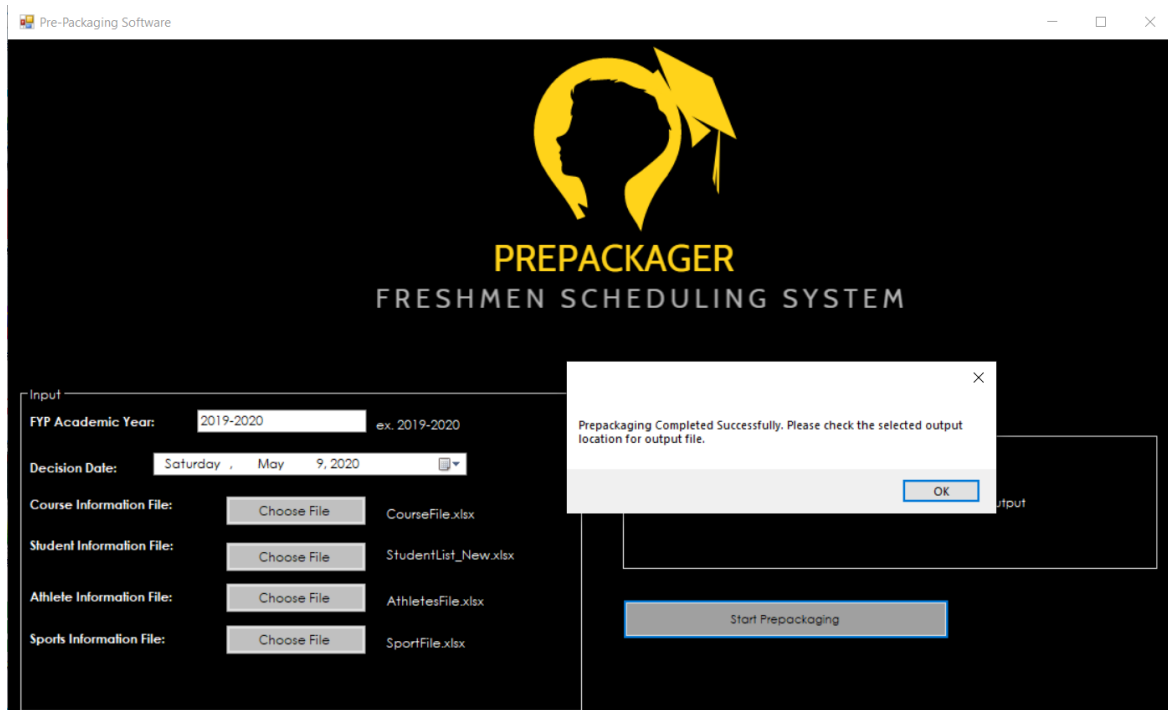 Pre-Packaging Software
PREPACKAGER
FRESHMEN SCHEDULING SYSTEM
Input
FYP Academic Year: 2019-2020 ex. 2019-2020
Decision Date: Saturday , May 9, 2020
Course Information File: Choose File CourseFile.xlsx
Student Information File: Choose File StudentList_New.xlsx
Athlete Information File: Choose File AthletesFile.xlsx
Sports Information File: Choose File SportFile.xlsx
Prepackaging Completed Successfully. Please check the selected output
location for output file.
OK
Start Prepackaging